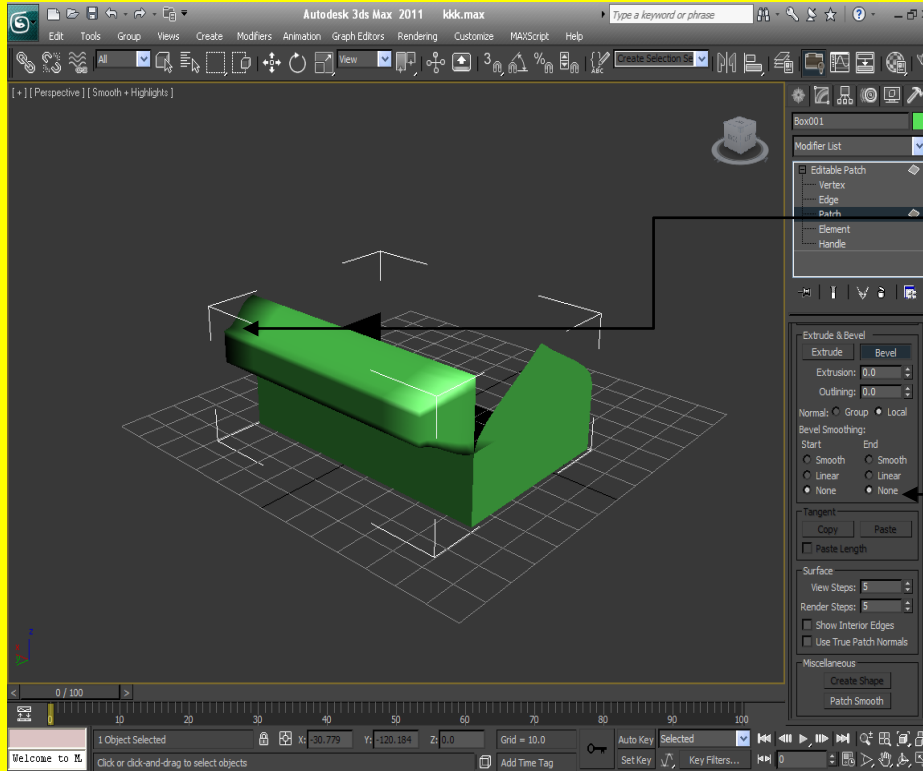 Autodesk 3ds Max 2011 kkk.max Type a keyword or phrase
Edit Tools Group Views Create Modifiers Animation Graph Editors Rendering Customize MAXScript Help
All View 3 Create Selection Se
[ + ] [ Perspective ] [ Smooth + Highlights ]
Box001
Modifier List
Editable Patch
Vertex
Edge
Patch
Element
Handle
Extrude & Bevel
Extrude Bevel
Extrusion: 0.0
Outlining: 0.0
Normal: Group Local
Bevel Smoothing:
Start End
Smooth Smooth
Linear Linear
None None
Tangent
Copy Paste
Paste Length
Surface
View Steps: 5
Render Steps: 5
Show Interior Edges
Use True Patch Normals
Miscellaneous
Create Shape
Patch Smooth
z
x
y
< 0 / 100 >
0 10 20 30 40 50 60 70 80 90 100
1 Object Selected X: -30.779 Y: -120.184 Z: 0.0 Grid = 10.0 Auto Key Selected
Welcome to M. Click or click-and-drag to select objects Add Time Tag Set Key Key Filters... 0